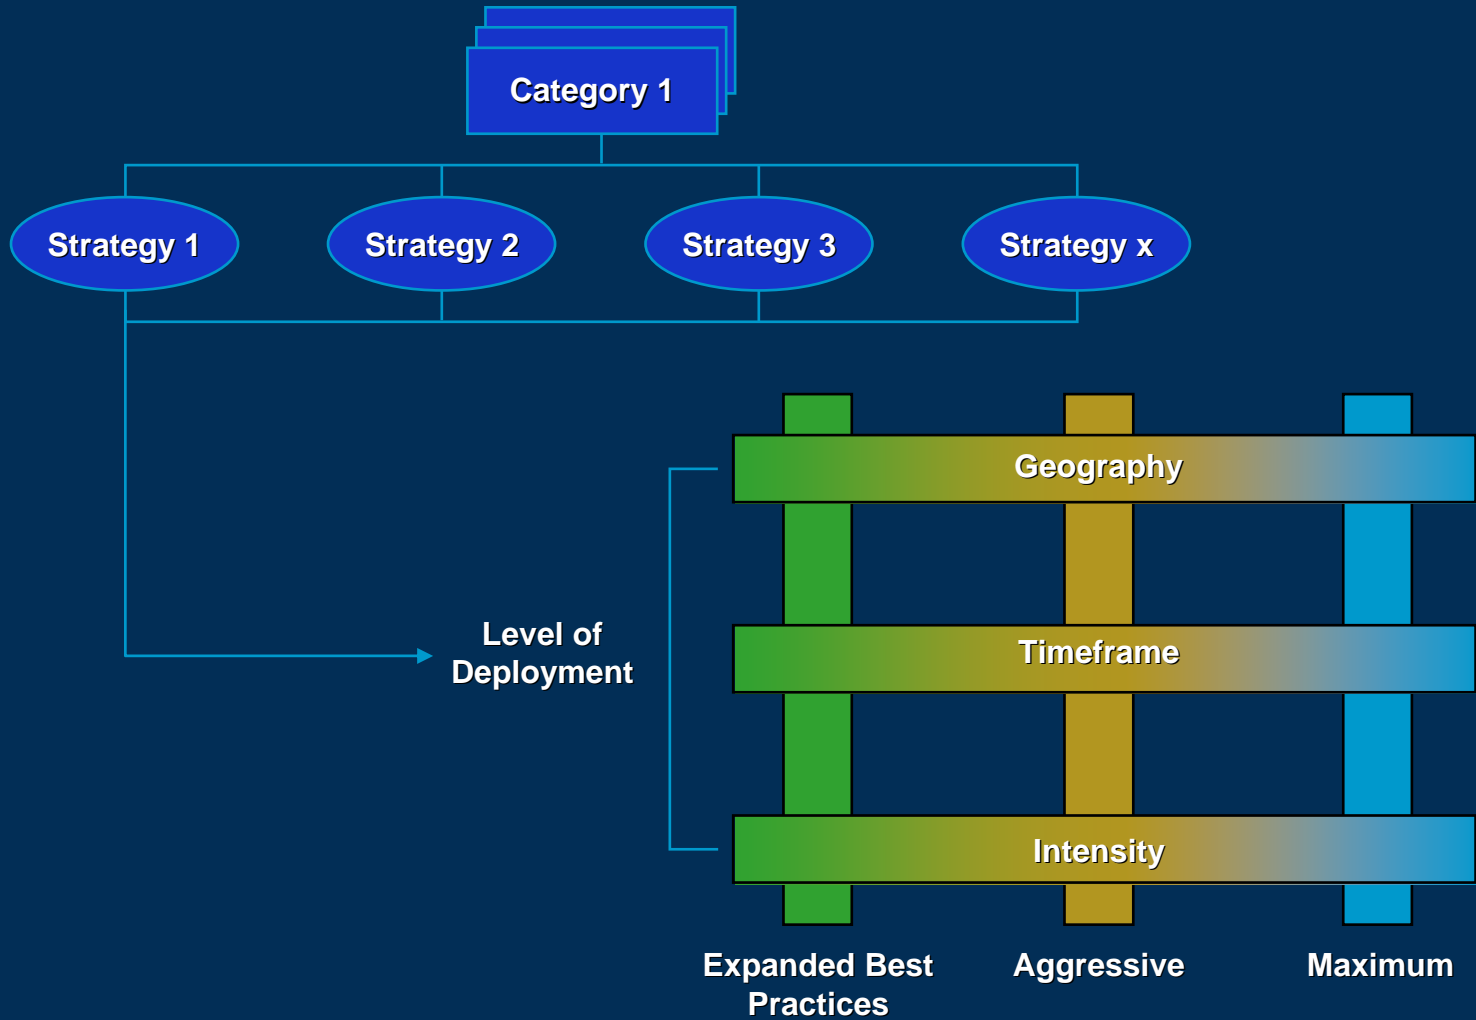 Category 1
Strategy 1
Strategy 2
Strategy 3
Strategy x
Geography
Level of
Deployment
Timeframe
Intensity
Expanded Best
Practices
Aggressive
Maximum